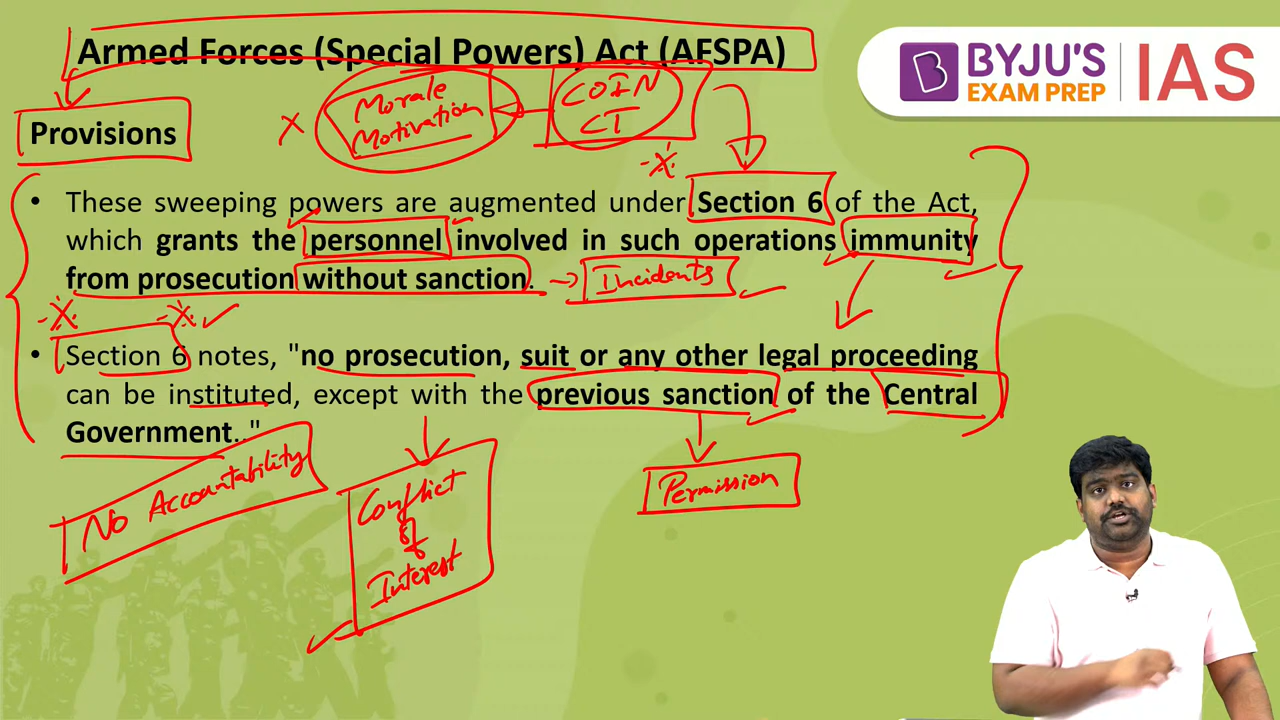 Armed Forces (Special Powers) Act (AFSPA)
BYJU'S
EXAM PREP
IAS
Morale
Motivation
COIN
CT
Provisions
• These sweeping powers are augmented under Section 6 of the Act,
which grants the personnel involved in such operations immunity
from prosecution without sanction.
Incidents
• Section 6 notes, "no prosecution, suit or any other legal proceeding
can be instituted, except with the previous sanction of the Central
Government.."
No Accountability
Conflict
of
Interest
Permission